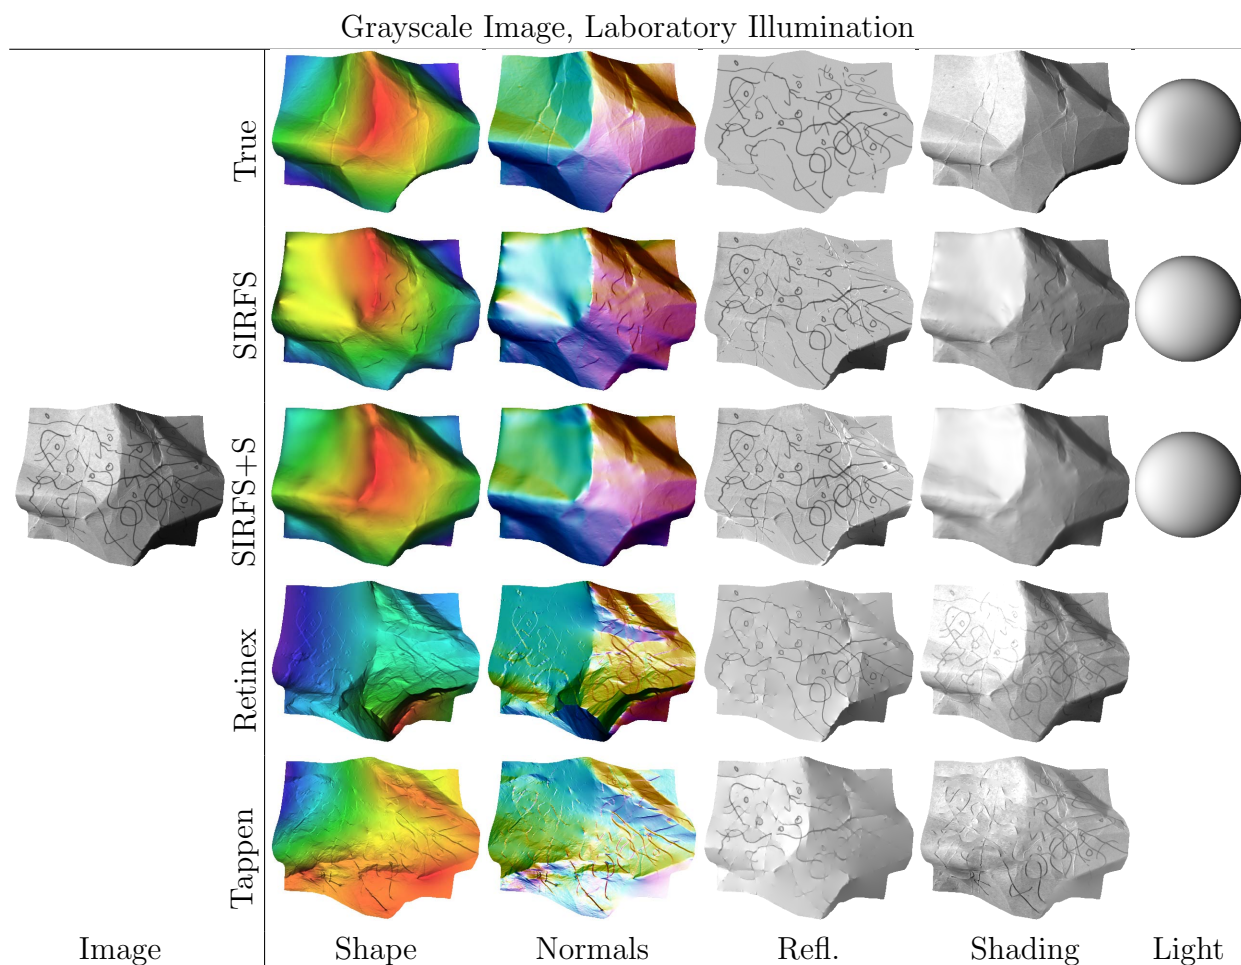 Grayscale Image, Laboratory Illumination
True
SIRFS
SIRFS+S
Retinex
Tappen
Image Shape Normals Refl. Shading Light